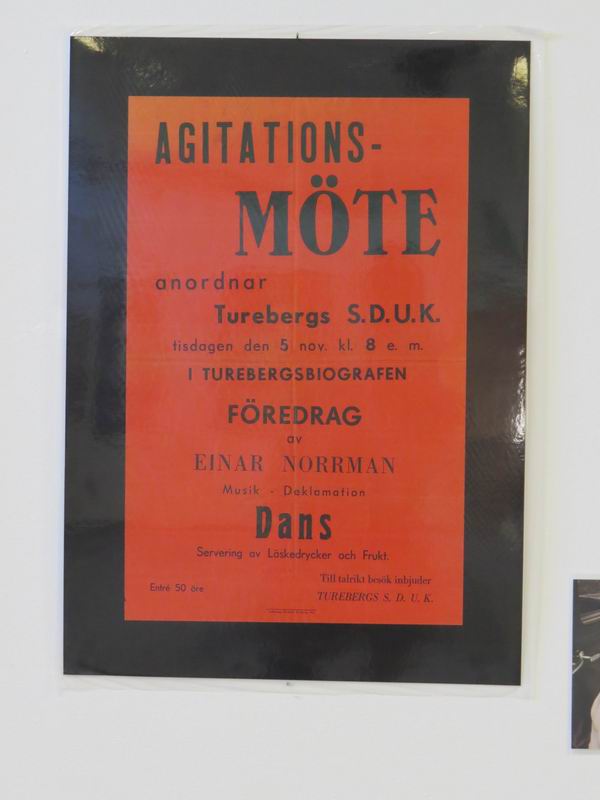 AGITATIONS-
MÖTE
anordnar
Turebergs S.D.U.K.
tisdagen den 5 nov. kl. 8 e. m.
I TUREBERGSBIOGRAFEN
FÖREDRAG
av
EINAR NORRMAN
Musik - Deklamation
Dans
Servering av Läskedrycker och Frukt.
Entré 50 öre
Till talrikt besök inbjuder
TUREBERGS S. D. U. K.